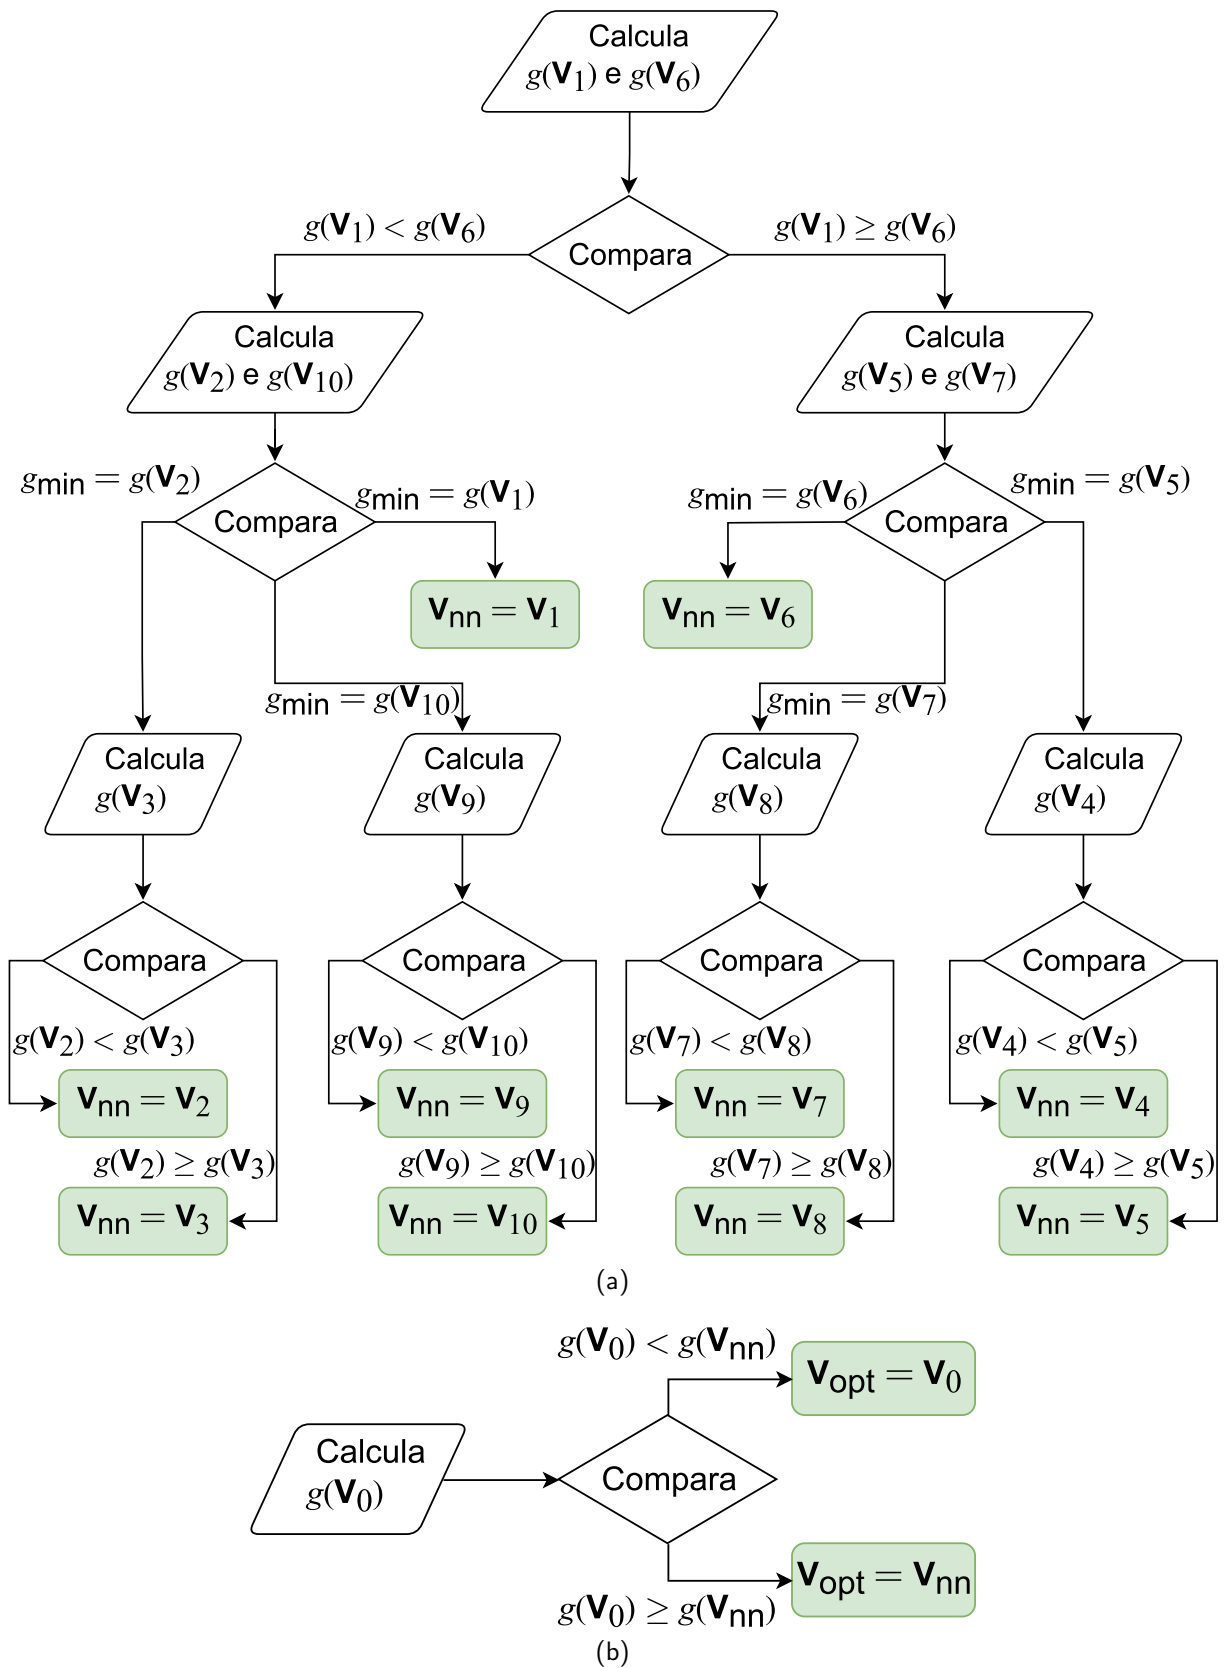 Calcula
g(V1) e g(V6)
g(V1) < g(V6)
g(V1) ≥ g(V6)
Compara
Calcula
g(V2) e g(V10)
Calcula
g(V5) e g(V7)
gmin = g(V2)
gmin = g(V1)
gmin = g(V6)
gmin = g(V5)
Compara
Compara
Vnn = V1
Vnn = V6
gmin = g(V10)
gmin = g(V7)
Calcula
g(V3)
Calcula
g(V9)
Calcula
g(V8)
Calcula
g(V4)
Compara
Compara
Compara
Compara
g(V2) < g(V3)
g(V9) < g(V10)
g(V7) < g(V8)
g(V4) < g(V5)
Vnn = V2
Vnn = V9
Vnn = V7
Vnn = V4
g(V2) ≥ g(V3)
g(V9) ≥ g(V10)
g(V7) ≥ g(V8)
g(V4) ≥ g(V5)
Vnn = V3
Vnn = V10
Vnn = V8
Vnn = V5
(a)
g(V0) < g(Vnn)
Vopt = V0
Calcula
g(V0)
Compara
Vopt = Vnn
g(V0) ≥ g(Vnn)
(b)